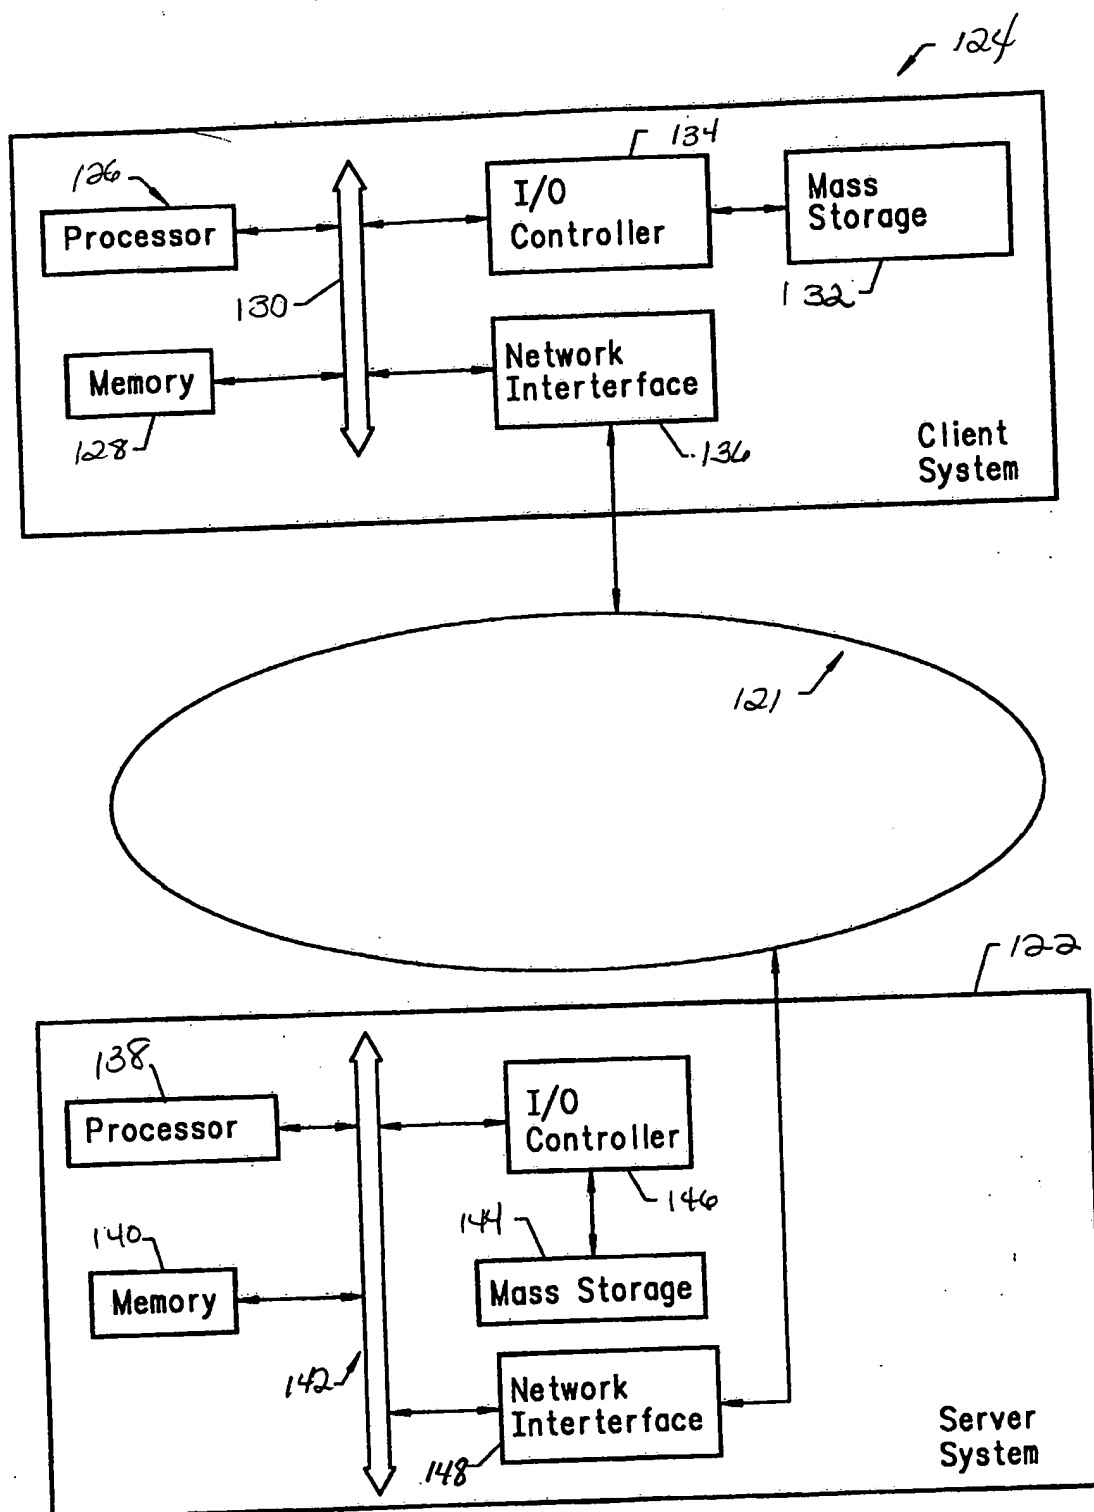 124
134
126
I/O
Controller
Mass
Storage
Processor
130
132
Network
Interterface
Memory
128
136
Client
System
121
122
138
I/O
Controller
Processor
146
144
140
Mass Storage
Memory
142
Network
Interterface
148
Server
System